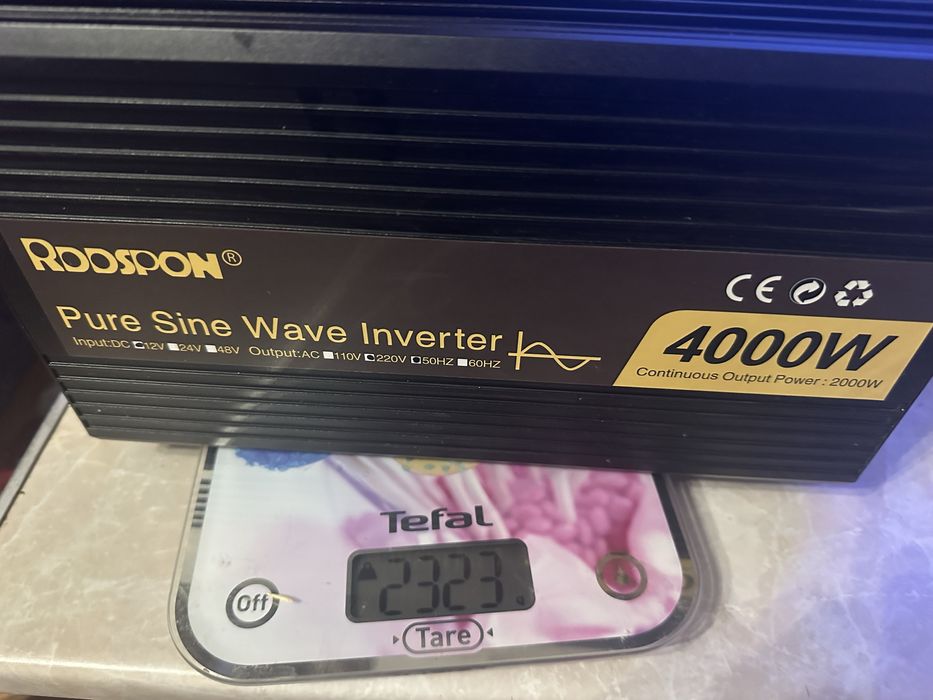 RODSPON®
CE
Pure Sine Wave Inverter
4000W
Input:DC 12V 24V 48V Output:AC 110V 220V 50HZ 60HZ
Continuous Output Power : 2000W
Tefal
2323 g
Off
Tare